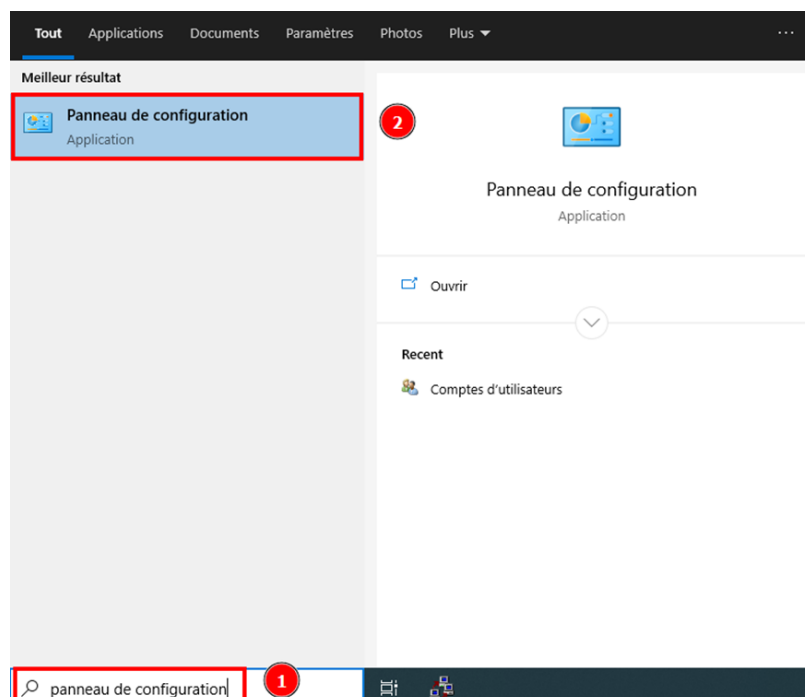 Tout Applications Documents Paramètres Photos Plus ...
Meilleur résultat
Panneau de configuration
Application
2
Panneau de configuration
Application
Ouvrir
Recent
Comptes d'utilisateurs
panneau de configuration
1